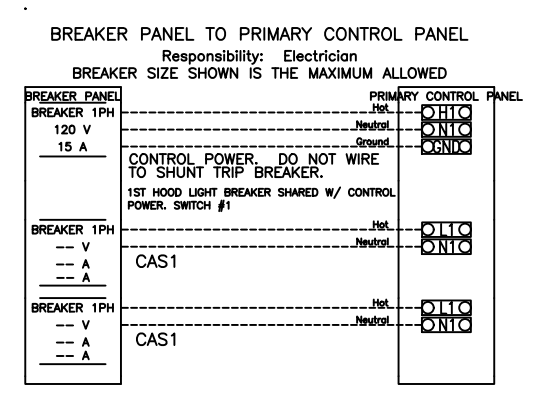 BREAKER PANEL TO PRIMARY CONTROL PANEL
Responsibility: Electrician
BREAKER SIZE SHOWN IS THE MAXIMUM ALLOWED
BREAKER PANEL
PRIMARY CONTROL PANEL
BREAKER 1PH
Hot
H1
120 V
Neutral
N1
15 A
Ground
GND
CONTROL POWER. DO NOT WIRE
TO SHUNT TRIP BREAKER.
1ST HOOD LIGHT BREAKER SHARED W/ CONTROL
POWER. SWITCH #1
BREAKER 1PH
Hot
L1
-- V
Neutral
N1
-- A
CAS1
-- A
BREAKER 1PH
Hot
L1
-- V
Neutral
N1
-- A
CAS1
-- A